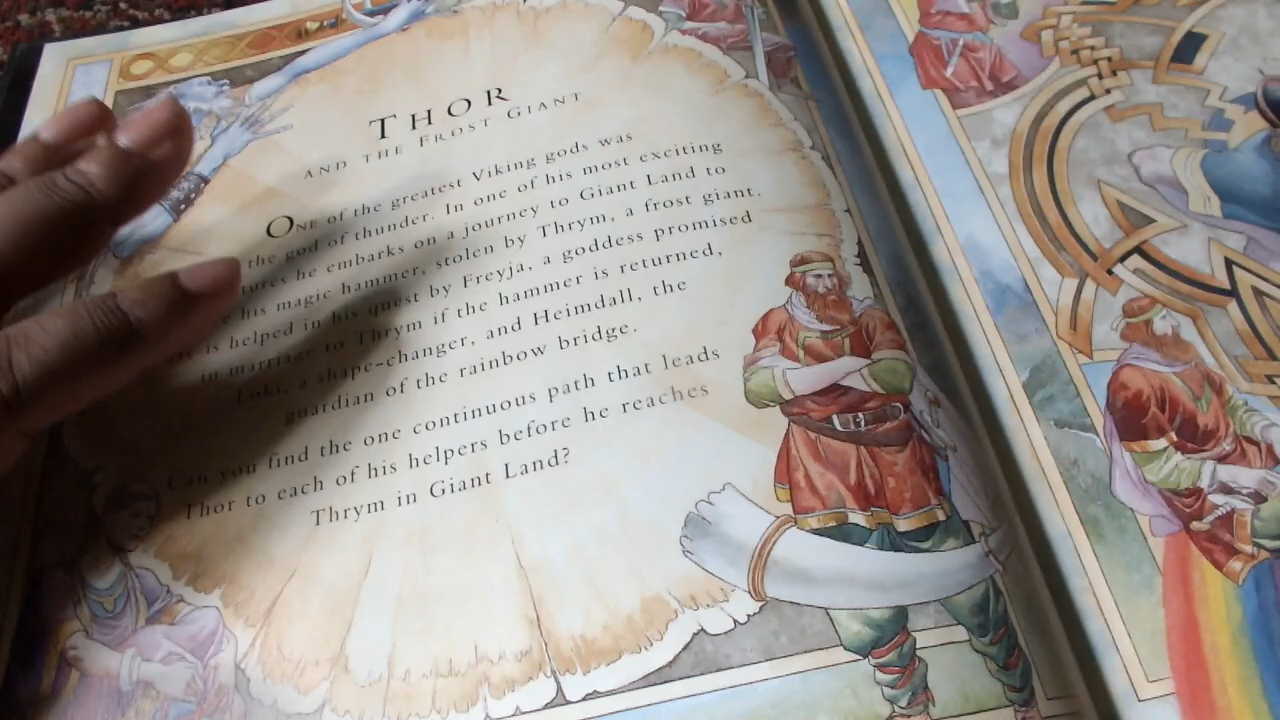 THOR
AND THE FROST GIANT
ONE of the greatest Viking gods was
the god of thunder. In one of his most exciting
tures he embarks on a journey to Giant Land to
his magic hammer, stolen by Thrym, a frost giant.
is helped in his quest by Freyja, a goddess promised
in marriage to Thrym if the hammer is returned,
Loki, a shape-changer, and Heimdall, the
guardian of the rainbow bridge.
Can you find the one continuous path that leads
Thor to each of his helpers before he reaches
Thrym in Giant Land?